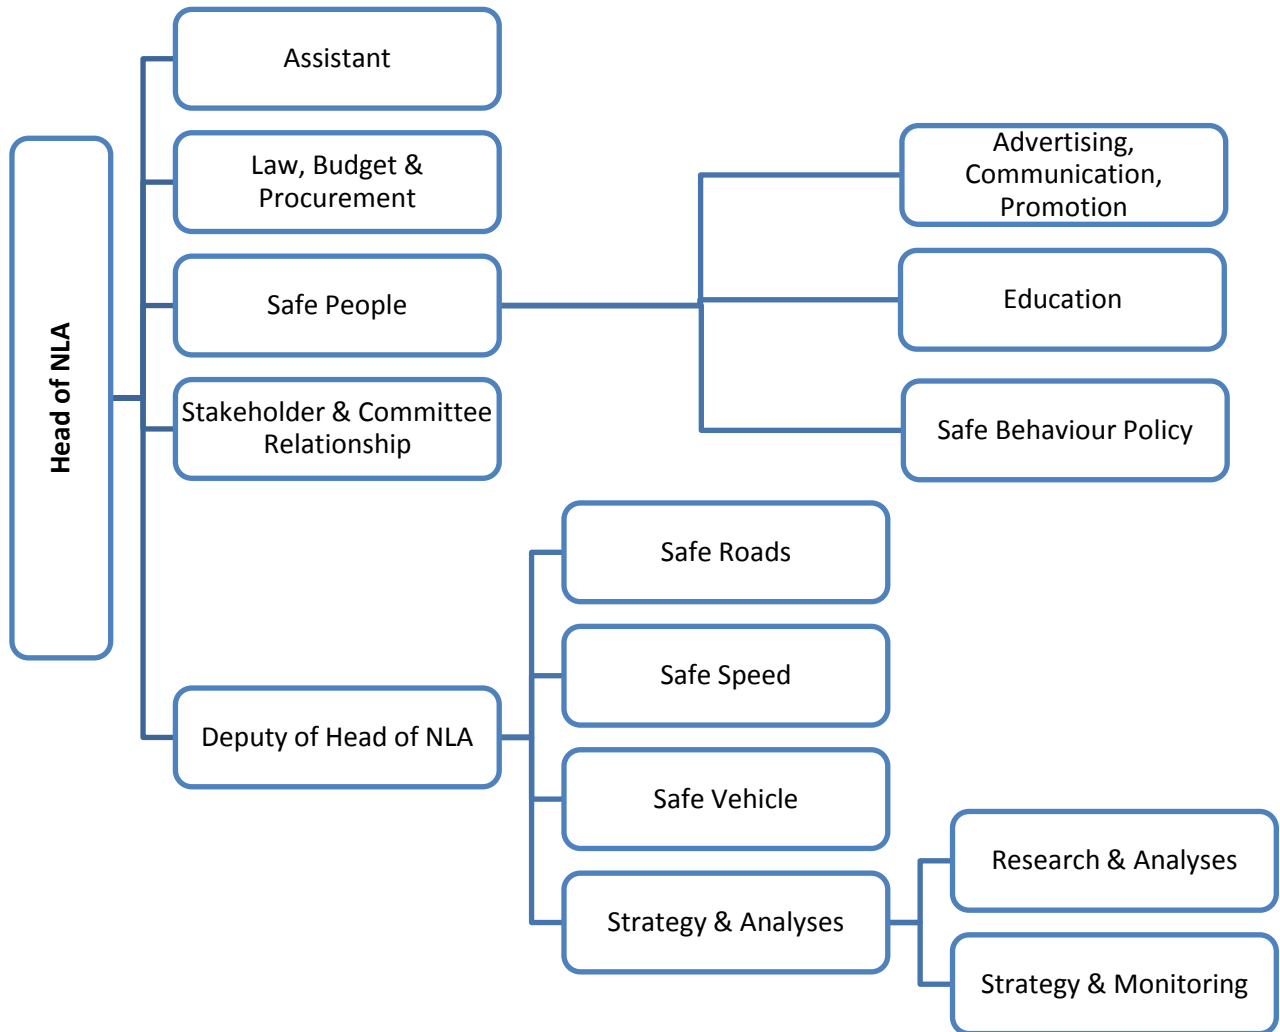 Head of NLA
Assistant
Law, Budget &
Procurement
Safe People
Stakeholder & Committee
Relationship
Deputy of Head of NLA
Advertising,
Communication,
Promotion
Education
Safe Behaviour Policy
Safe Roads
Safe Speed
Safe Vehicle
Strategy & Analyses
Research & Analyses
Strategy & Monitoring